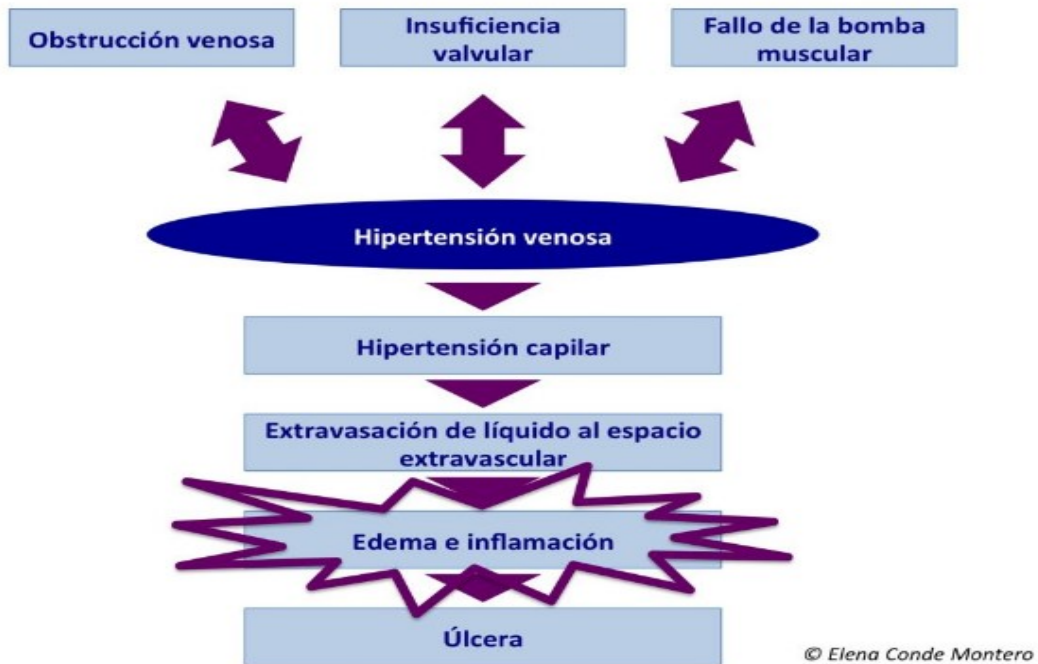 Obstrucción venosa
Insuficiencia
valvular
Fallo de la bomba
muscular
Hipertensión venosa
Hipertensión capilar
Extravasación de líquido al espacio
extravascular
Edema e inflamación
Úlcera
© Elena Conde Montero